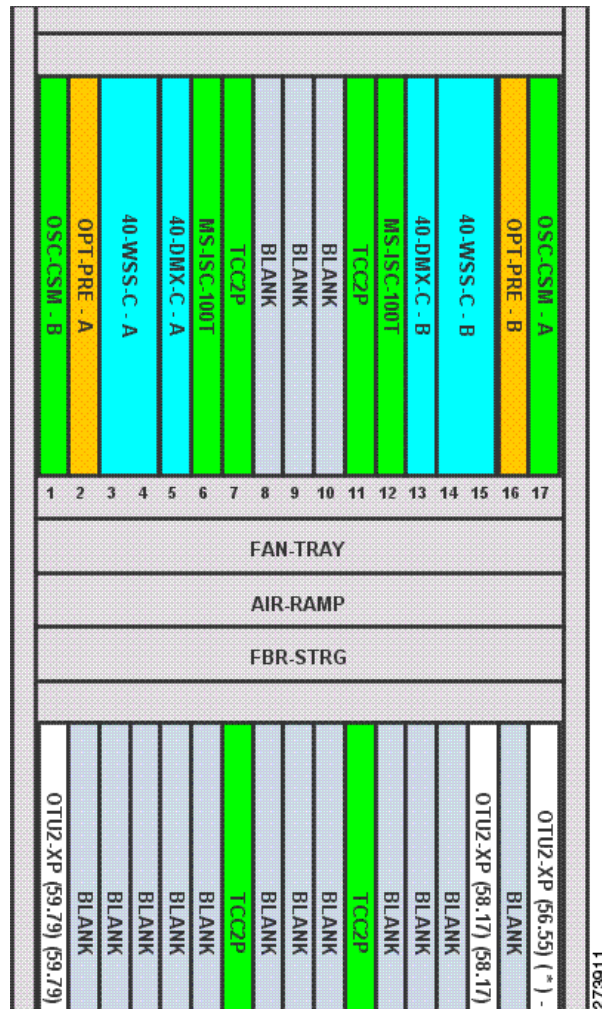 OSC-CSM - B
OPT-PRE - A
40-WSS-C - A
40-DMX-C - A
MS-ISC-100T
TCC2P
BLANK
BLANK
BLANK
TCC2P
MS-ISC-100T
40-DMX-C - B
40-WSS-C - B
OPT-PRE - B
OSC-CSM - A
1 2 3 4 5 6 7 8 9 10 11 12 13 14 15 16 17
FAN-TRAY
AIR-RAMP
FBR-STRG
OTU2-XP (59.79) (59.79)
BLANK
BLANK
BLANK
BLANK
BLANK
TCC2P
BLANK
BLANK
BLANK
TCC2P
BLANK
BLANK
BLANK
OTU2-XP (58.17) (58.17)
BLANK
OTU2-XP (56.55) ( * ) -
273911